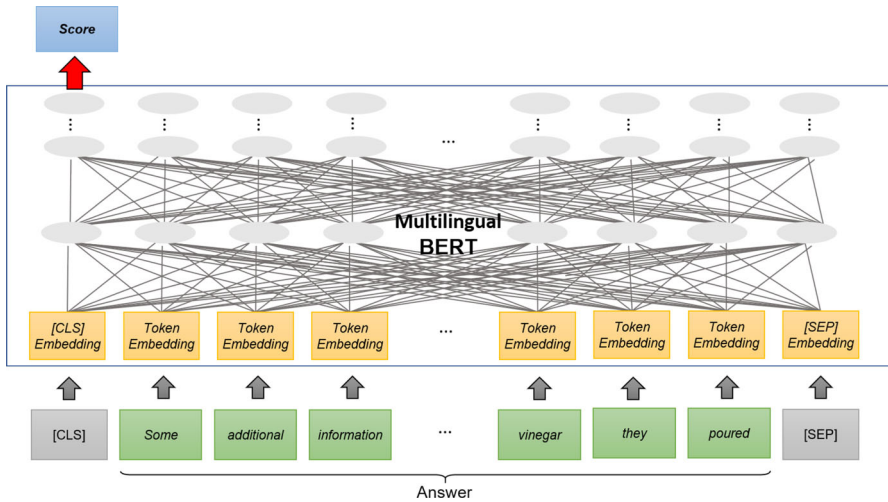 Score
⋮ ⋮ ⋮ ⋮ ⋮ ⋮ ⋮ ⋮
...
Multilingual
BERT
[CLS] Token Token Token ... Token Token Token [SEP]
Embedding Embedding Embedding Embedding Embedding Embedding Embedding Embedding
[CLS] Some additional information ... vinegar they poured [SEP]
Answer